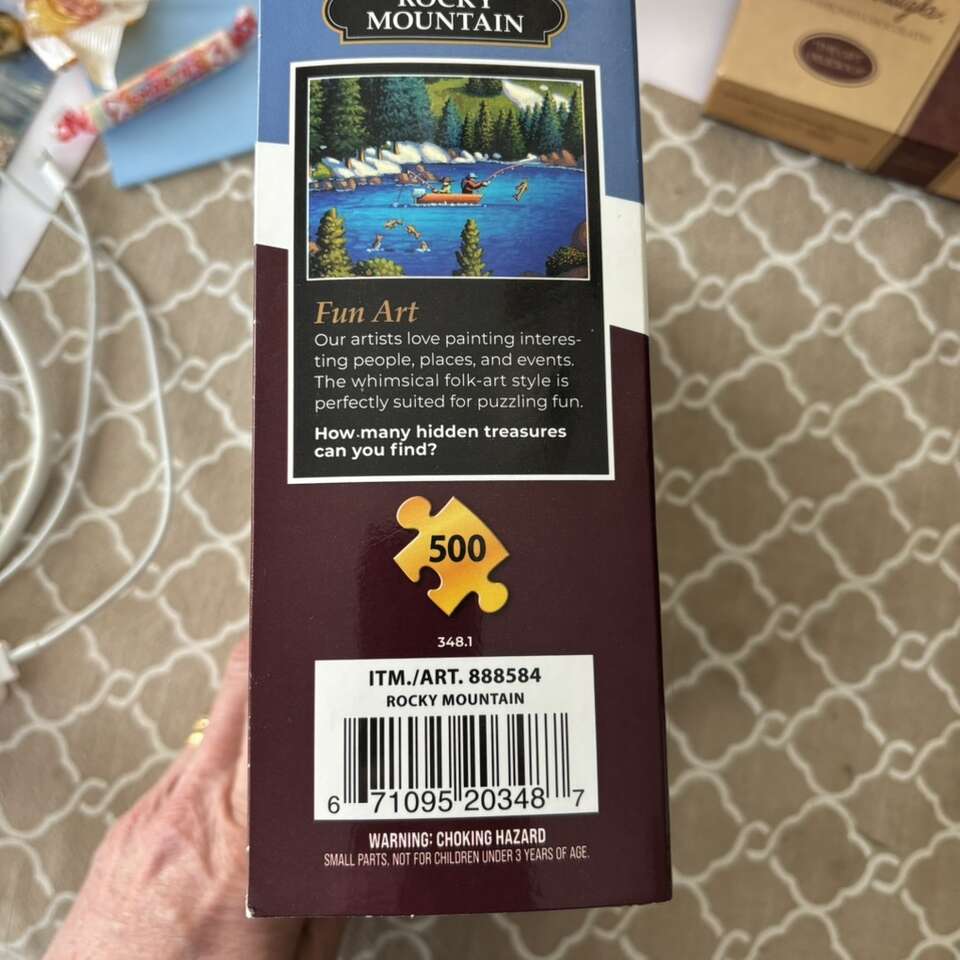 ROCKY
MOUNTAIN
Fun Art
Our artists love painting interes-
ting people, places, and events.
The whimsical folk-art style is
perfectly suited for puzzling fun.
How many hidden treasures
can you find?
500
348.1
ITM./ART. 888584
ROCKY MOUNTAIN
6 71095 20348 7
WARNING: CHOKING HAZARD
SMALL PARTS, NOT FOR CHILDREN UNDER 3 YEARS OF AGE.